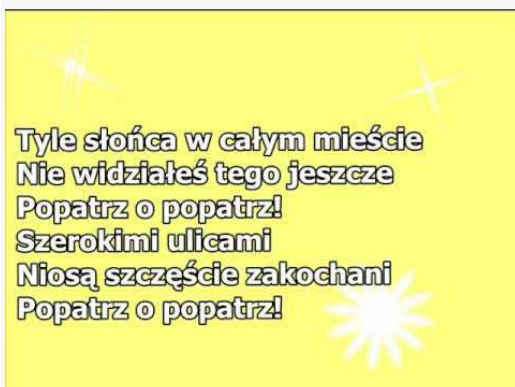 Tyle słońca w całym mieście
Nie widziałeś tego jeszcze
Popatrz o popatrz!
Szerokimi ulicami
Niosą szczęście zakochani
Popatrz o popatrz!